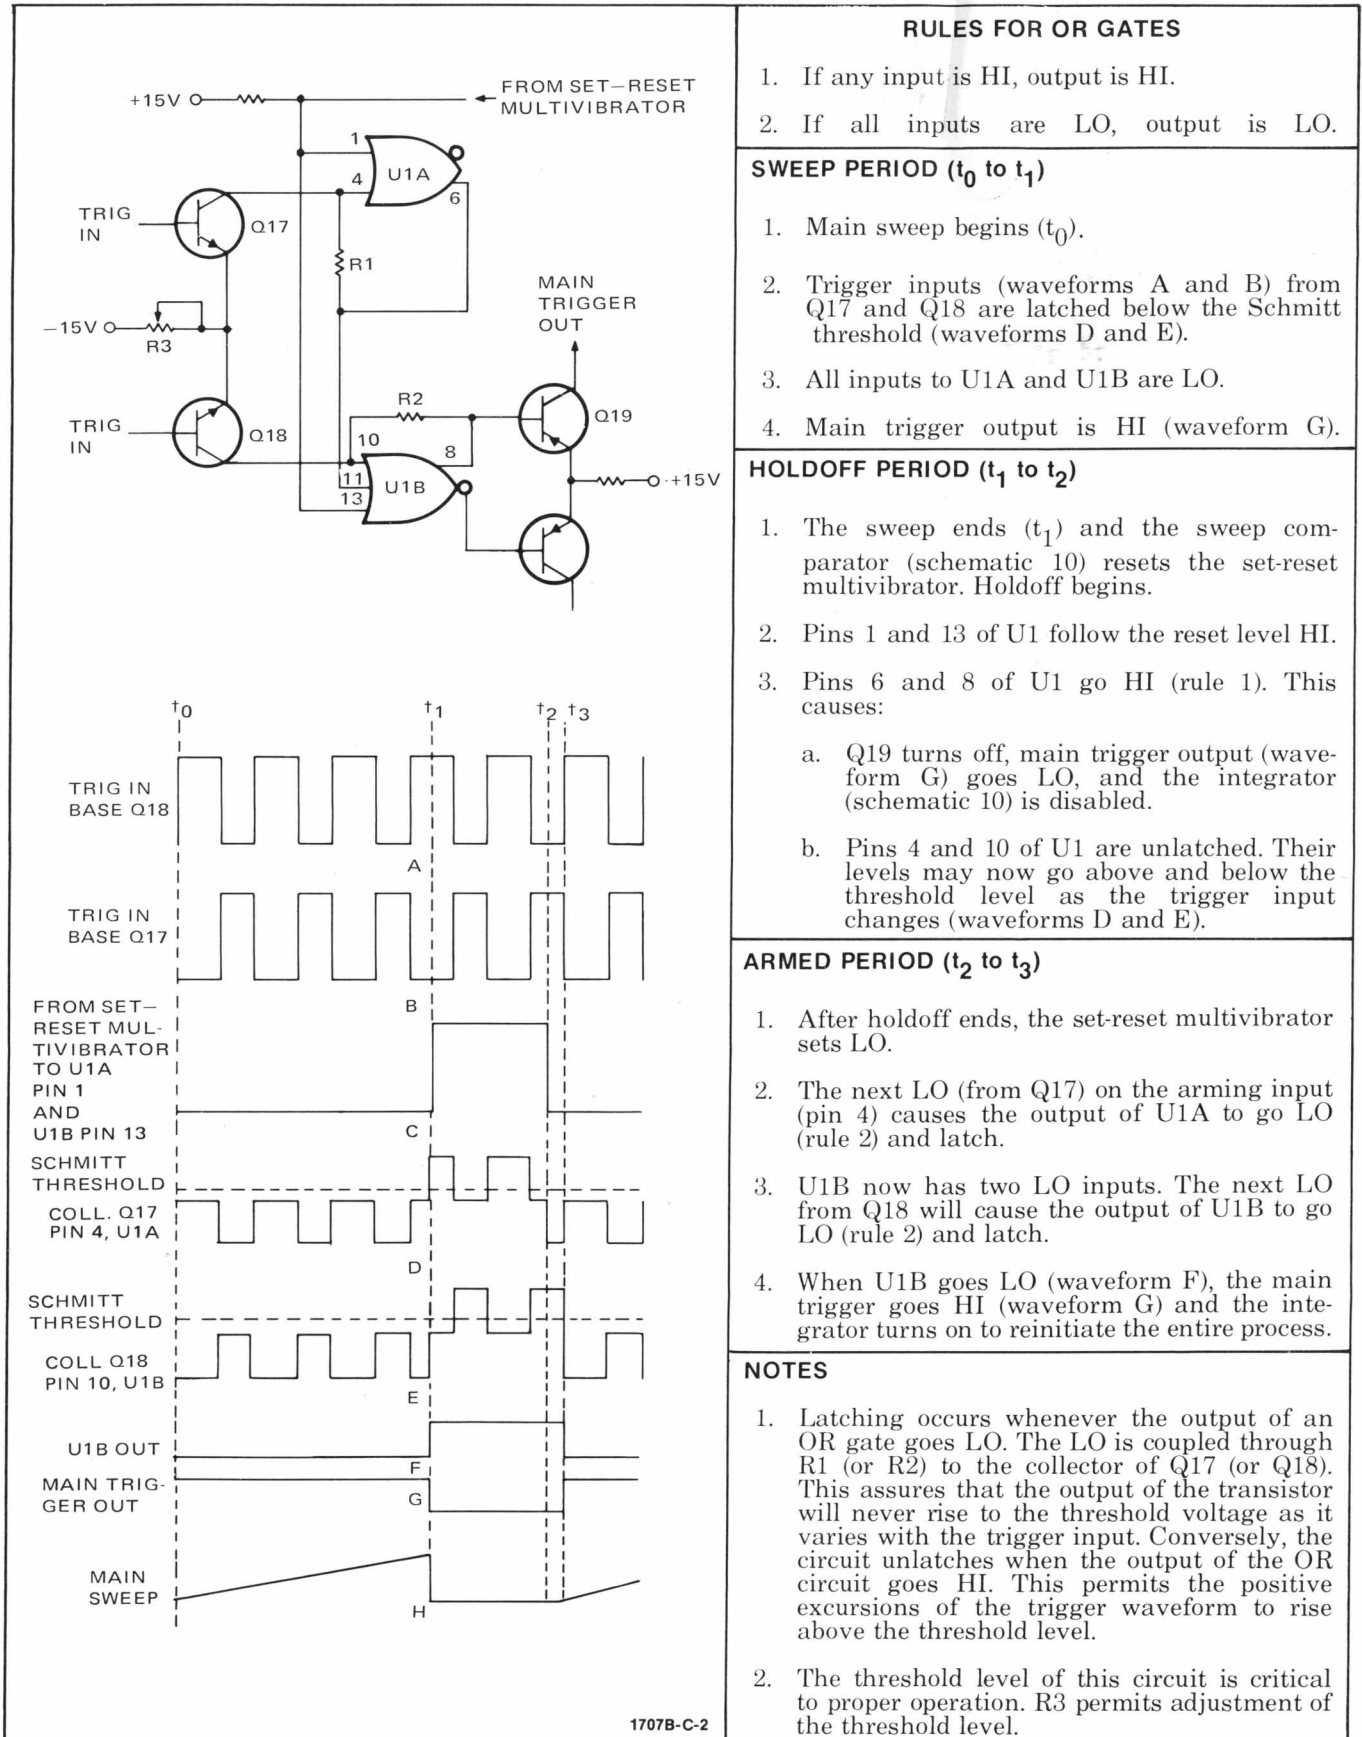 +15V
FROM SET—RESET
MULTIVIBRATOR
1
U1A
4
6
TRIG
IN
Q17
R1
MAIN
TRIGGER
OUT
−15V
R3
R2
Q19
TRIG
IN
Q18
10
8
11
U1B
13
+15V
t0
t1
t2
t3
TRIG IN
BASE Q18
A
TRIG IN
BASE Q17
B
FROM SET—
RESET MUL-
TIVIBRATOR
TO U1A
PIN 1
AND
U1B PIN 13
C
SCHMITT
THRESHOLD
COLL. Q17
PIN 4, U1A
D
SCHMITT
THRESHOLD
COLL Q18
PIN 10, U1B
E
U1B OUT
F
MAIN TRIG-
GER OUT
G
MAIN
SWEEP
H
1707B-C-2
RULES FOR OR GATES
1. If any input is HI, output is HI.
2. If all inputs are LO, output is LO.
SWEEP PERIOD (t0 to t1)
1. Main sweep begins (t0).
2. Trigger inputs (waveforms A and B) from
Q17 and Q18 are latched below the Schmitt
threshold (waveforms D and E).
3. All inputs to U1A and U1B are LO.
4. Main trigger output is HI (waveform G).
HOLDOFF PERIOD (t1 to t2)
1. The sweep ends (t1) and the sweep com-
parator (schematic 10) resets the set-reset
multivibrator. Holdoff begins.
2. Pins 1 and 13 of U1 follow the reset level HI.
3. Pins 6 and 8 of U1 go HI (rule 1). This
causes:
a. Q19 turns off, main trigger output (wave-
form G) goes LO, and the integrator
(schematic 10) is disabled.
b. Pins 4 and 10 of U1 are unlatched. Their
levels may now go above and below the
threshold level as the trigger input
changes (waveforms D and E).
ARMED PERIOD (t2 to t3)
1. After holdoff ends, the set-reset multivibrator
sets LO.
2. The next LO (from Q17) on the arming input
(pin 4) causes the output of U1A to go LO
(rule 2) and latch.
3. U1B now has two LO inputs. The next LO
from Q18 will cause the output of U1B to go
LO (rule 2) and latch.
4. When U1B goes LO (waveform F), the main
trigger goes HI (waveform G) and the inte-
grator turns on to reinitiate the entire process.
NOTES
1. Latching occurs whenever the output of an
OR gate goes LO. The LO is coupled through
R1 (or R2) to the collector of Q17 (or Q18).
This assures that the output of the transistor
will never rise to the threshold voltage as it
varies with the trigger input. Conversely, the
circuit unlatches when the output of the OR
circuit goes HI. This permits the positive
excursions of the trigger waveform to rise
above the threshold level.
2. The threshold level of this circuit is critical
to proper operation. R3 permits adjustment of
the threshold level.